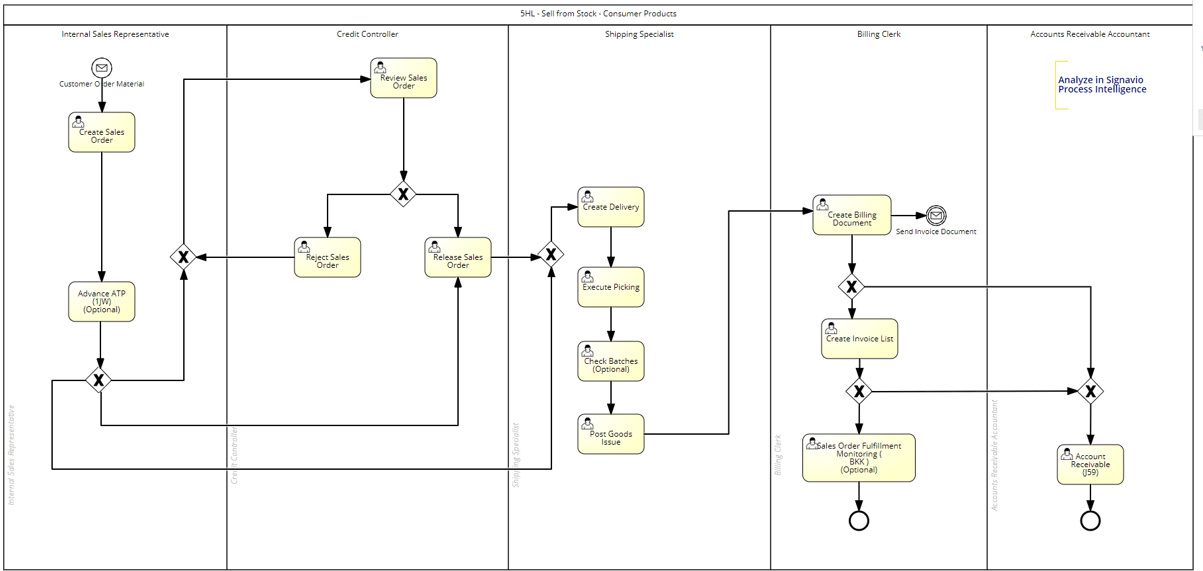 5HL - Sell from Stock - Consumer Products
Internal Sales Representative
Credit Controller
Shipping Specialist
Billing Clerk
Accounts Receivable Accountant
Customer Order Material
Create Sales
Order
Advance ATP
(1JW)
(Optional)
X
X
Review Sales
Order
X
Reject Sales
Order
Release Sales
Order
X
Create Delivery
Execute Picking
Check Batches
(Optional)
Post Goods
Issue
Create Billing
Document
Send Invoice Document
X
Create Invoice List
X
Sales Order Fulfillment
Monitoring (
BKK )
(Optional)
Analyze in Signavio
Process Intelligence
X
Account
Receivable
(J59)
Internal Sales Representative
Credit Controller
Shipping Specialist
Billing Clerk
Accounts Receivable Accountant